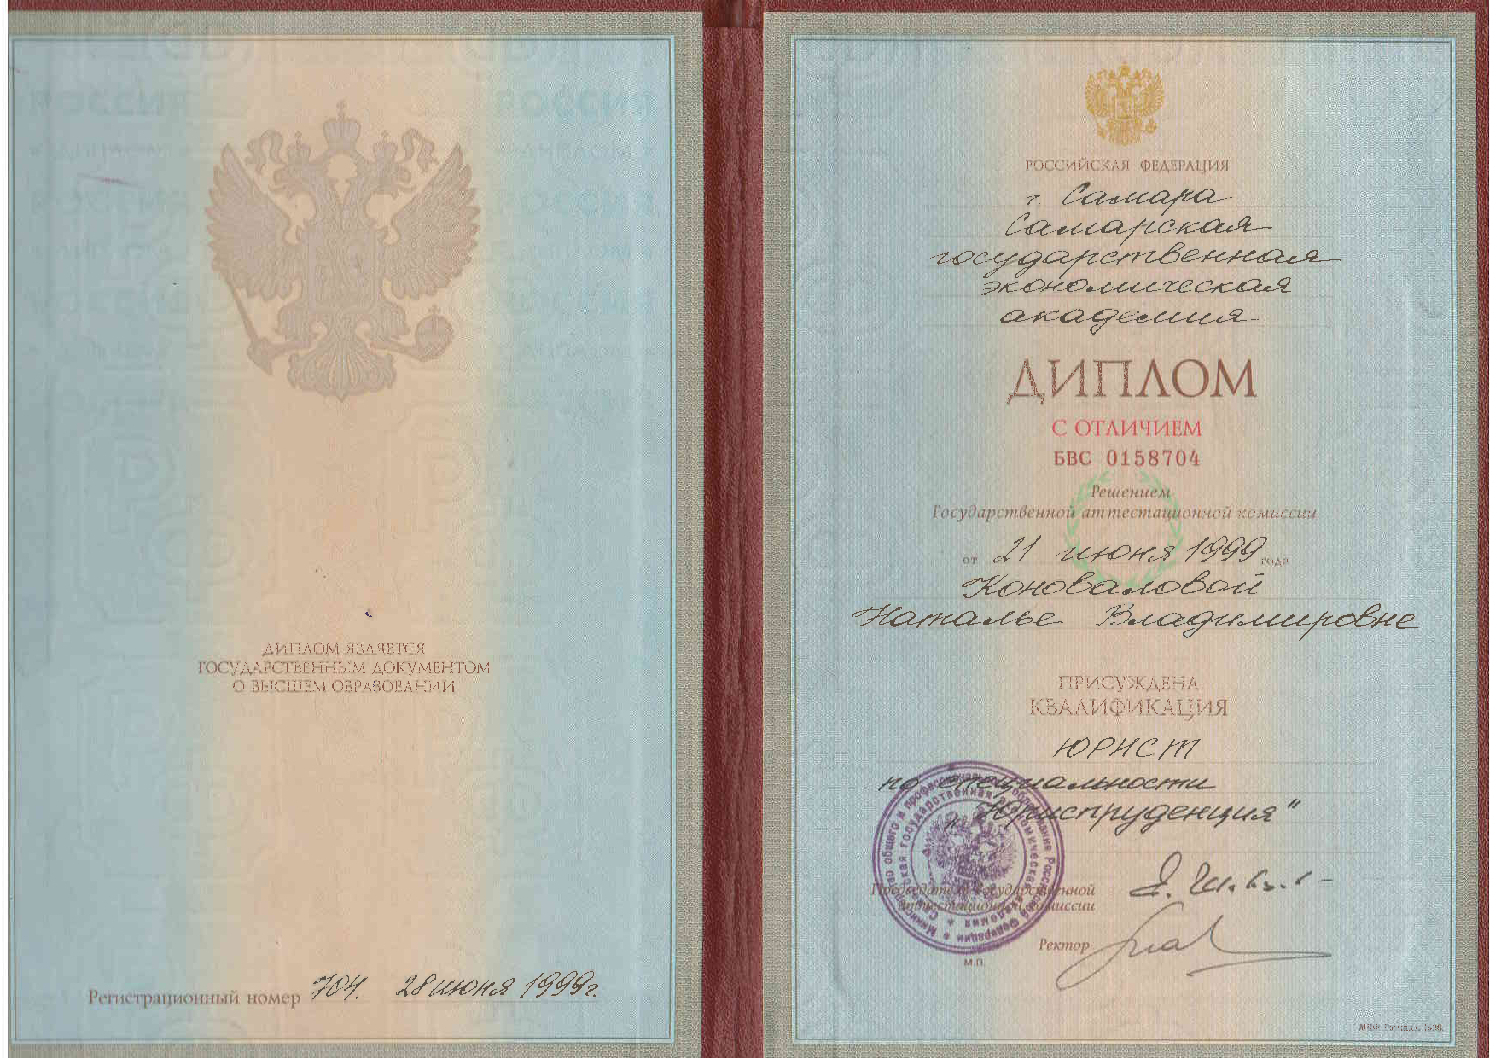 ДИПЛОМ ЯВЛЯЕТСЯ
ГОСУДАРСТВЕННЫМ ДОКУМЕНТОМ
О ВЫСШЕМ ОБРАЗОВАНИИ
Регистрационный номер 704. 28 июня 1999г.
РОССИЙСКАЯ ФЕДЕРАЦИЯ
г. Самара
Самарская
государственная
экономическая
академия
ДИПЛОМ
С ОТЛИЧИЕМ
БВС 0158704
Решением
Государственной аттестационной комиссии
от 21 июня 1999 года
Коноваловой
Наталье Владимировне
ПРИСУЖДЕНА
КВАЛИФИКАЦИЯ
ЮРИСТ
по специальности
„Юриспруденция"
Председатель Государственной
аттестационной комиссии
Ректор
М.П.